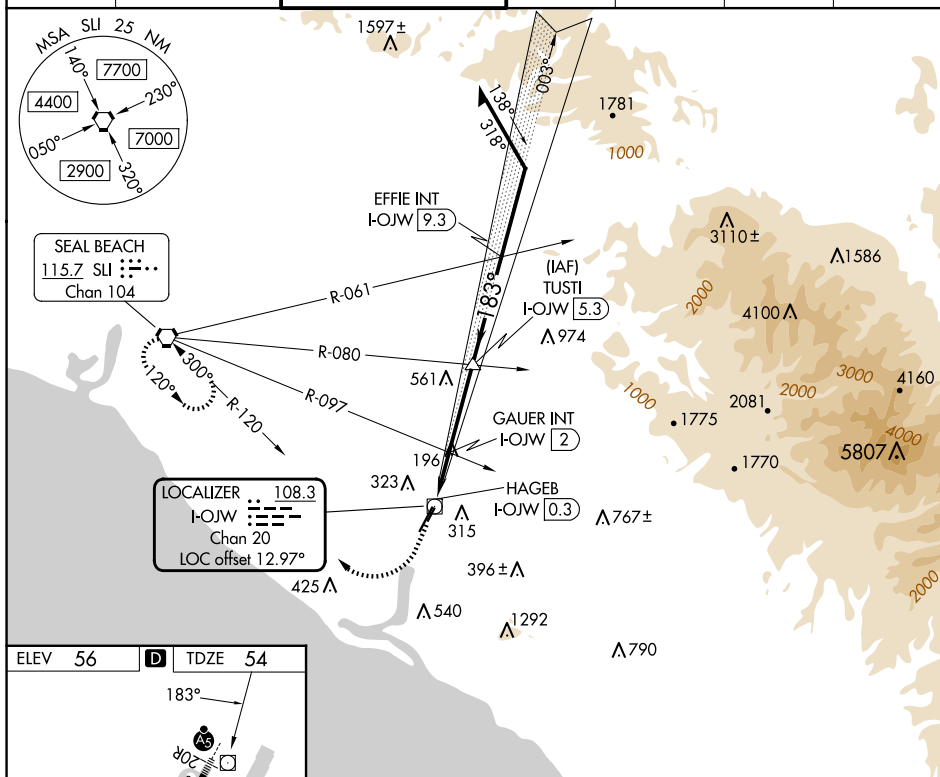 MSA SLI 25 NM
140°
7700
4400
230°
050°
7000
2900
320°
1597±
003°
138°
318°
1781
1000
EFFIE INT
I-OJW 9.3
SEAL BEACH
115.7 SLI
Chan 104
R-061
183°
(IAF)
TUSTI
I-OJW 5.3
974
3110±
1586
2000
4100
R-080
561
300°
120°
R-097
R-120
1000
3000
2000
4160
2081
1775
4000
5807
1770
GAUER INT
I-OJW 2
196
323
HAGEB
I-OJW 0.3
LOCALIZER 108.3
I-OJW
Chan 20
LOC offset 12.97°
315
767±
396±
425
540
1292
790
2000
ELEV 56 D TDZE 54
183°
A5
20R